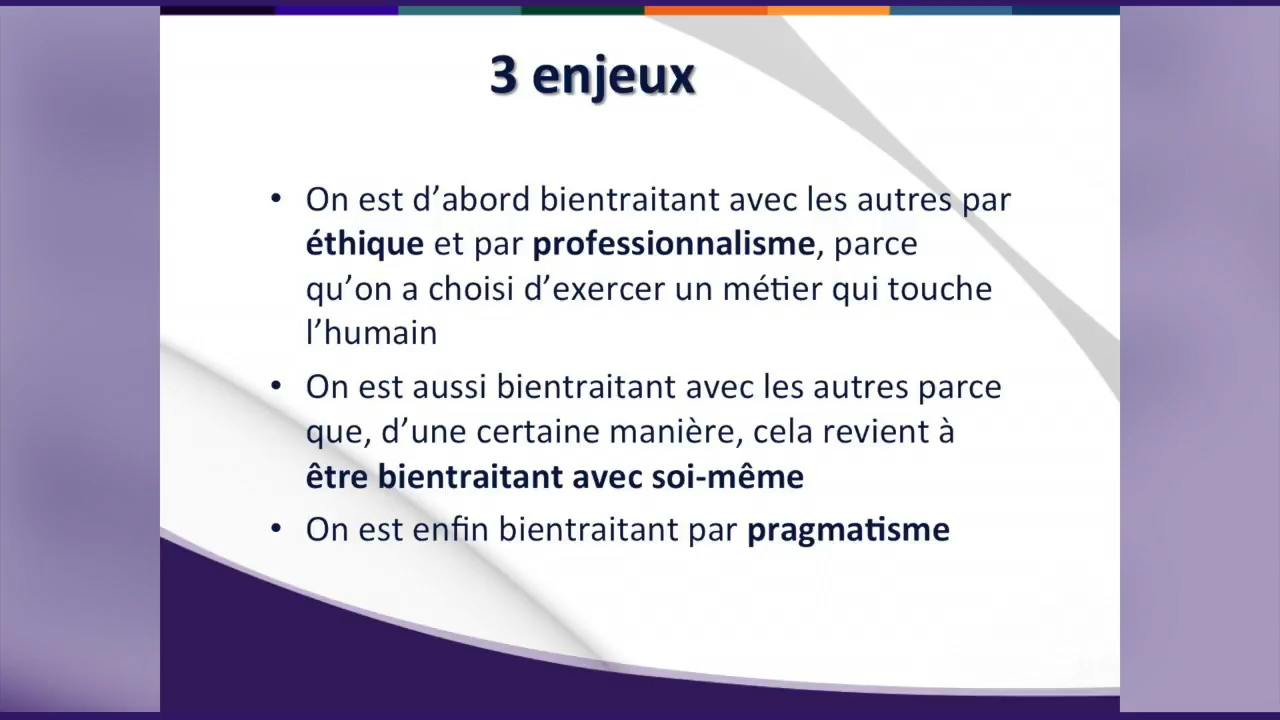 3 enjeux
• On est d’abord bientraitant avec les autres par
éthique et par professionnalisme, parce
qu’on a choisi d’exercer un métier qui touche
l’humain
• On est aussi bientraitant avec les autres parce
que, d’une certaine manière, cela revient à
être bientraitant avec soi-même
• On est enfin bientraitant par pragmatisme